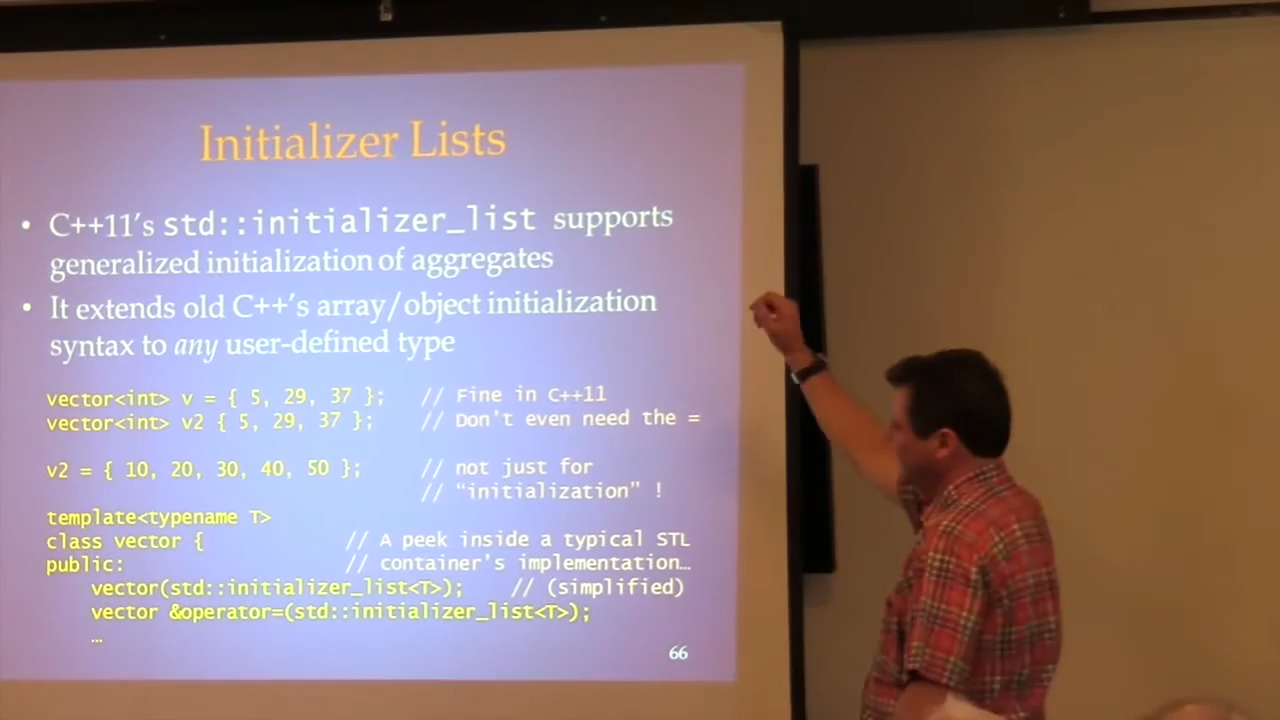 Initializer Lists
• C++11's std::initializer_list supports
generalized initialization of aggregates
• It extends old C++'s array/object initialization
syntax to any user-defined type
vector<int> v = { 5, 29, 37 };   // Fine in C++11
vector<int> v2 { 5, 29, 37 };   // Don't even need the =
v2 = { 10, 20, 30, 40, 50 };   // not just for
// “initialization” !
template<typename T>
class vector {   // A peek inside a typical STL
public:   // container's implementation…
vector(std::initializer_list<T>);   // (simplified)
vector &operator=(std::initializer_list<T>);
…
66